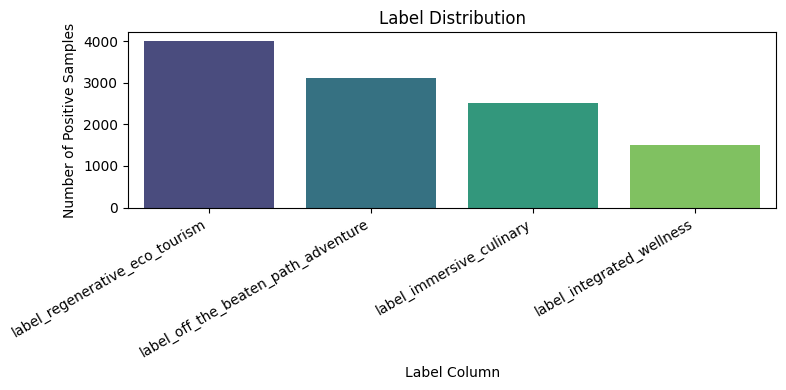 Label Distribution
Number of Positive Samples
4000
3000
2000
1000
0
label_regenerative_eco_tourism
label_off_the_beaten_path_adventure
label_immersive_culinary
label_integrated_wellness
Label Column